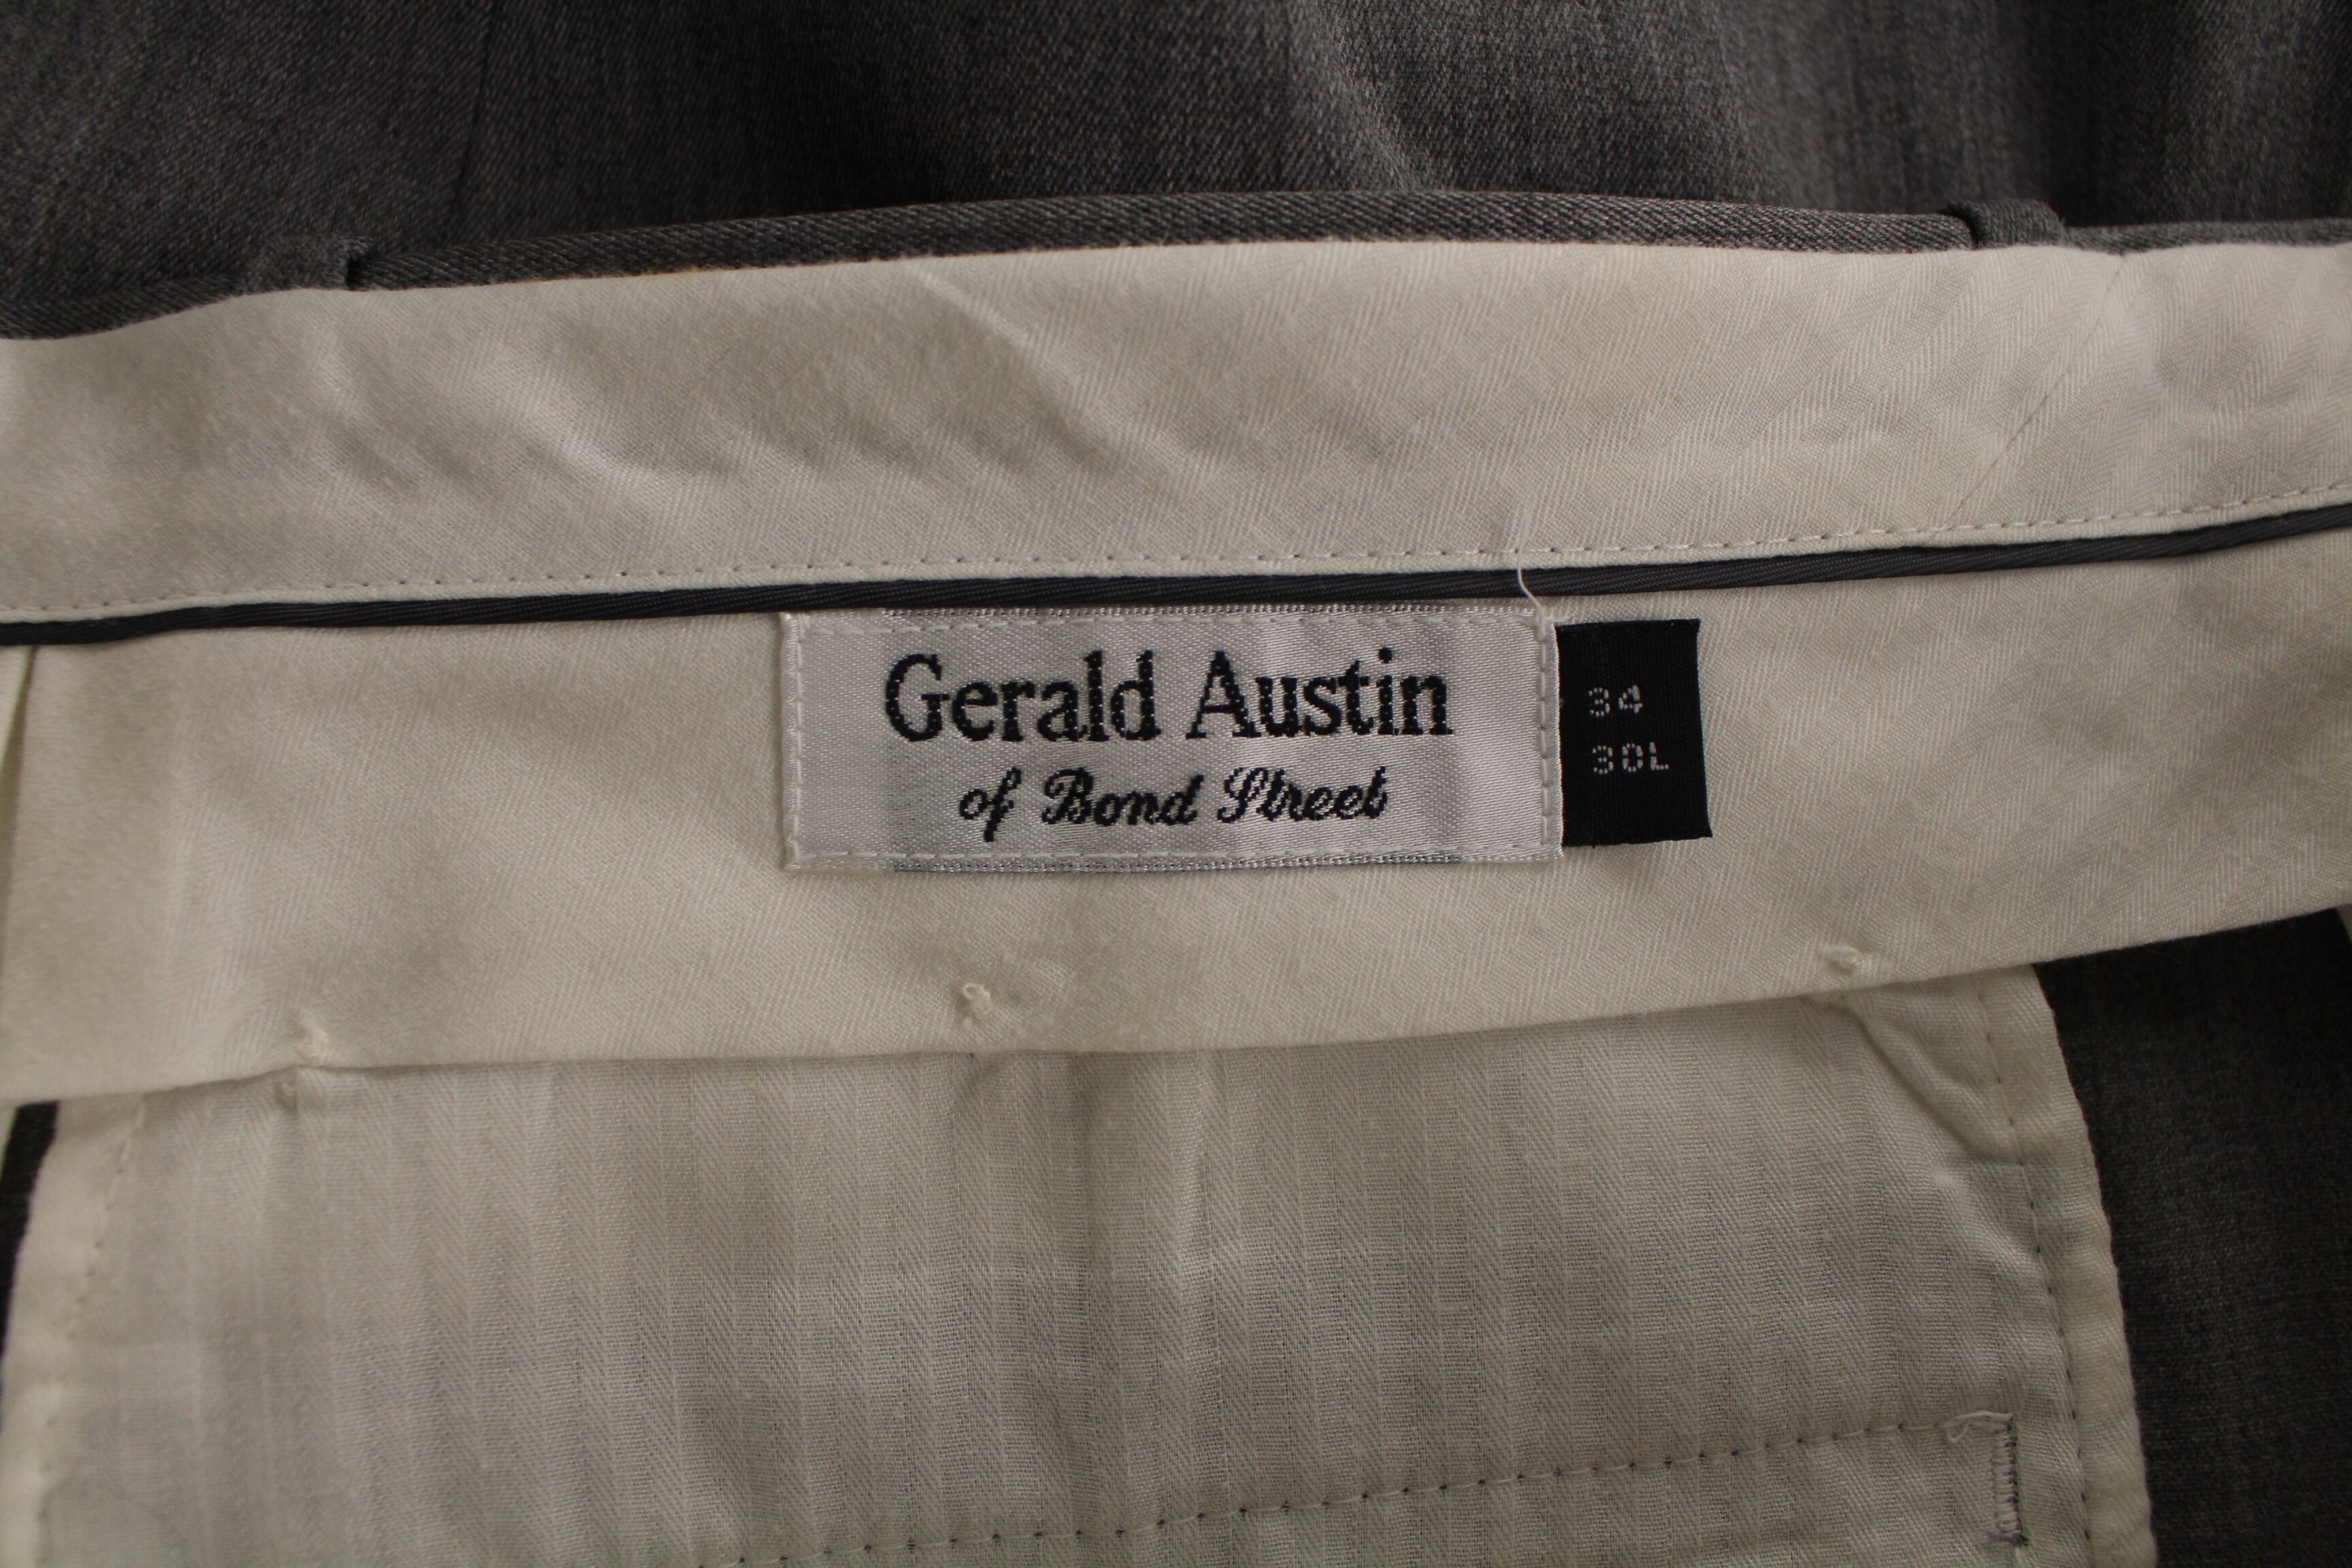 Gerald Austin
of Bond Street
34
30L